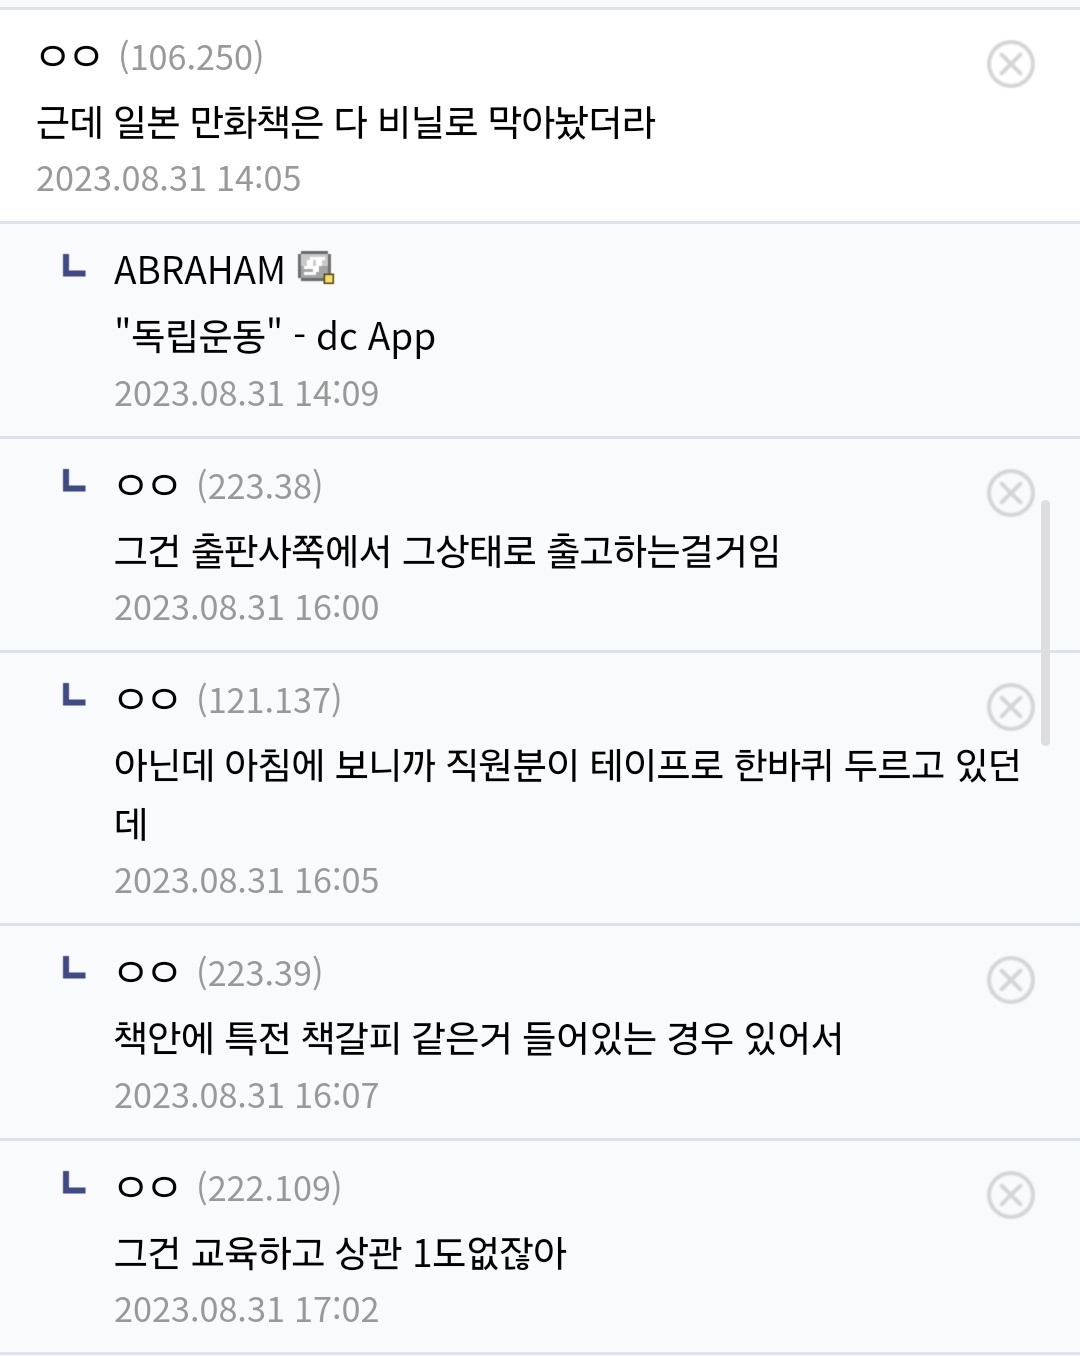 ㅇㅇ (106.250)
근데 일본 만화책은 다 비닐로 막아놨더라
2023.08.31 14:05
ABRAHAM
"독립운동" - dc App
2023.08.31 14:09
ㅇㅇ (223.38)
그건 출판사쪽에서 그상태로 출고하는걸거임
2023.08.31 16:00
ㅇㅇ (121.137)
아닌데 아침에 보니까 직원분이 테이프로 한바퀴 두르고 있던
데
2023.08.31 16:05
ㅇㅇ (223.39)
책안에 특전 책갈피 같은거 들어있는 경우 있어서
2023.08.31 16:07
ㅇㅇ (222.109)
그건 교육하고 상관 1도없잖아
2023.08.31 17:02